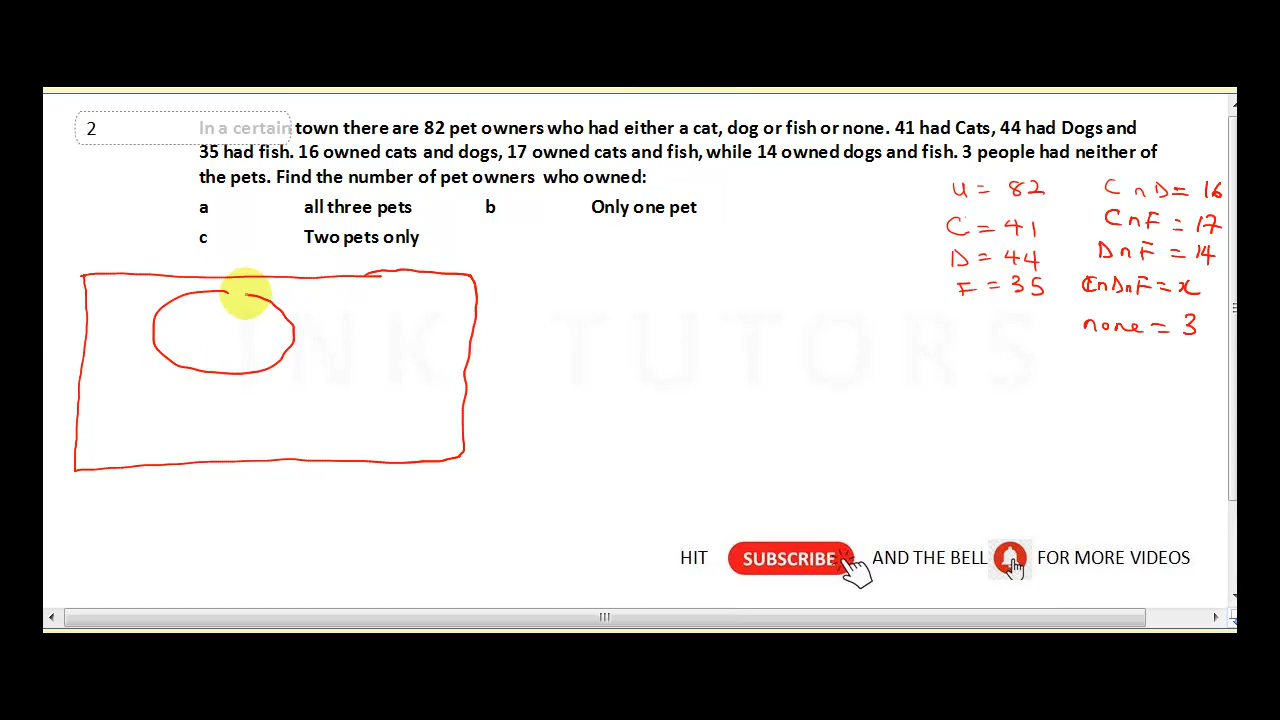 2 In a certain town there are 82 pet owners who had either a cat, dog or fish or none. 41 had Cats, 44 had Dogs and
35 had fish. 16 owned cats and dogs, 17 owned cats and fish, while 14 owned dogs and fish. 3 people had neither of
the pets. Find the number of pet owners who owned:
a all three pets b Only one pet
c Two pets only
U = 82
C = 41
D = 44
F = 35
C n D = 16
C n F = 17
D n F = 14
C n D n F = x
none = 3
INK TUTORS
HIT SUBSCRIBE AND THE BELL FOR MORE VIDEOS